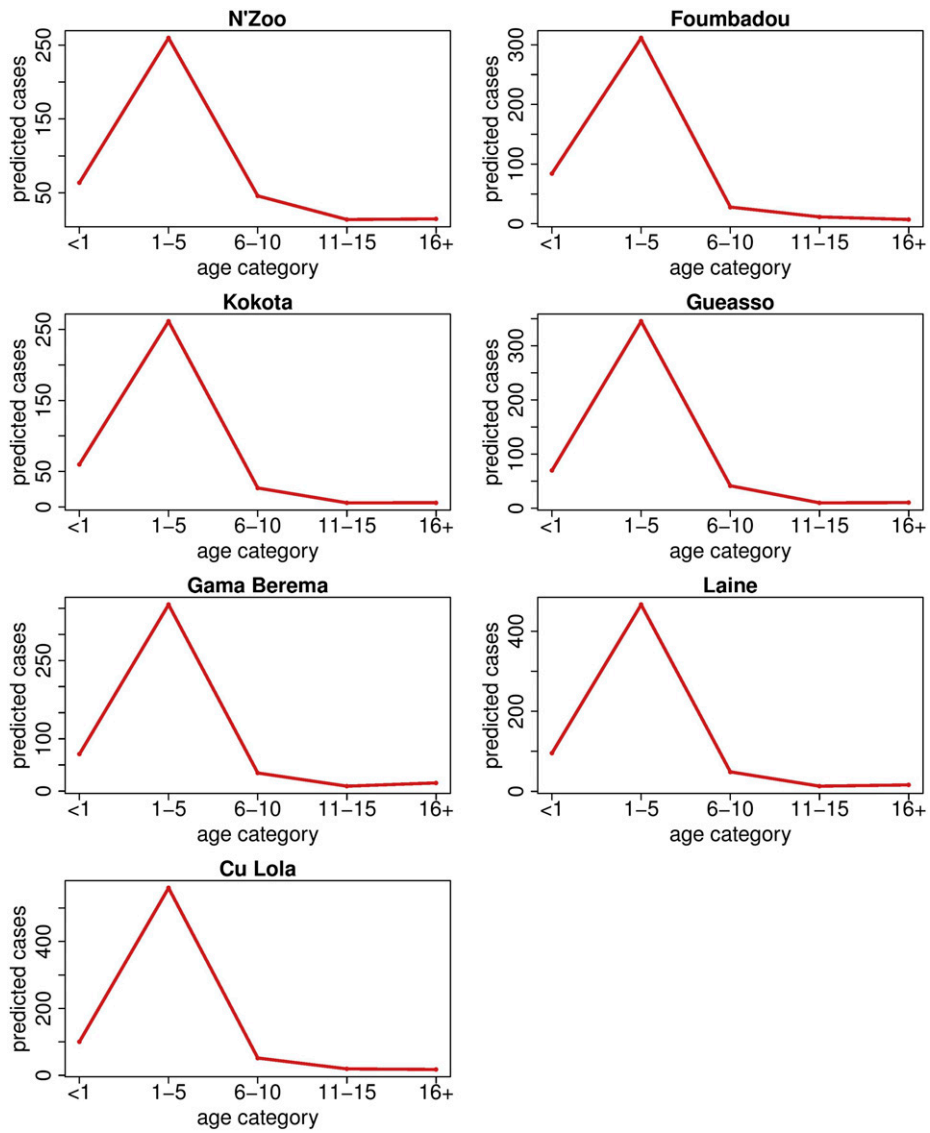 N'Zoo
predicted cases
250
150
50
<1 1–5 6–10 11–15 16+
age category
Foumbadou
predicted cases
300
200
100
0
<1 1–5 6–10 11–15 16+
age category
Kokota
predicted cases
250
150
50
0
<1 1–5 6–10 11–15 16+
age category
Gueasso
predicted cases
300
200
100
0
<1 1–5 6–10 11–15 16+
age category
Gama Berema
predicted cases
250
100
0
<1 1–5 6–10 11–15 16+
age category
Laine
predicted cases
400
200
0
<1 1–5 6–10 11–15 16+
age category
Cu Lola
predicted cases
400
200
0
<1 1–5 6–10 11–15 16+
age category